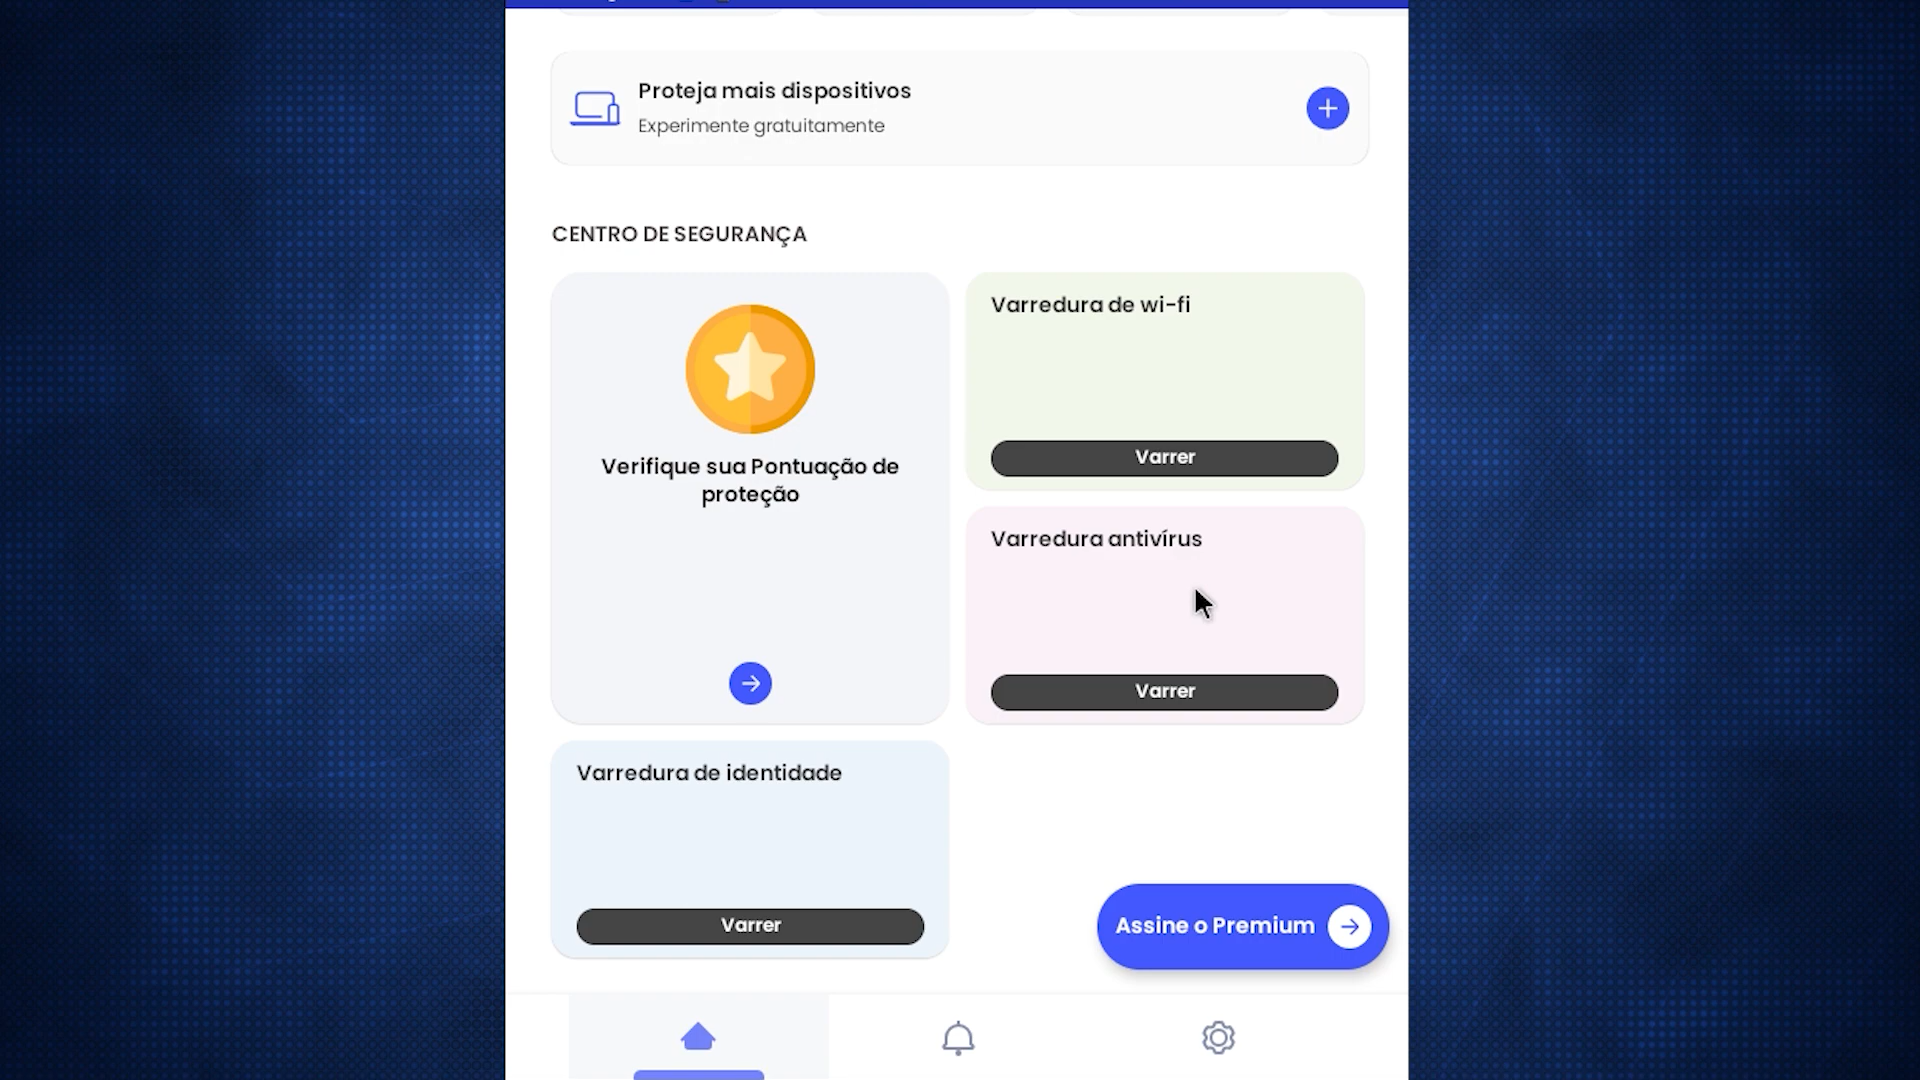 Proteja mais dispositivos
Experimente gratuitamente
CENTRO DE SEGURANÇA
Verifique sua Pontuação de
proteção
Varredura de wi-fi
Varrer
Varredura antivírus
Varrer
Varredura de identidade
Varrer
Assine o Premium